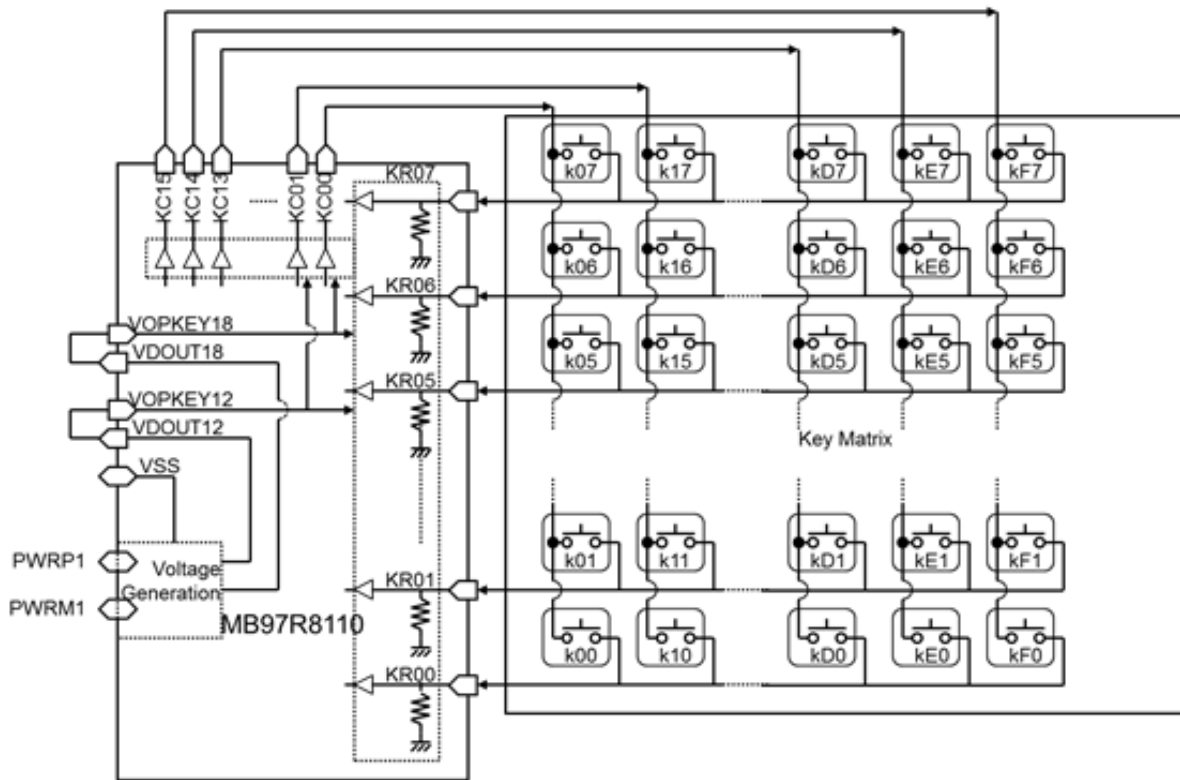 KC15
KC14
KC13
KC01
KC00
KR07
k07 k17 kD7 kE7 kF7
KR06
k06 k16 kD6 kE6 kF6
VOPKEY18
VDOUT18
KR05
k05 k15 kD5 kE5 kF5
VOPKEY12
VDOUT12
Key Matrix
VSS
PWRP1
Voltage
Generation
PWRM1
MB97R8110
KR01
k01 k11 kD1 kE1 kF1
KR00
k00 k10 kD0 kE0 kF0